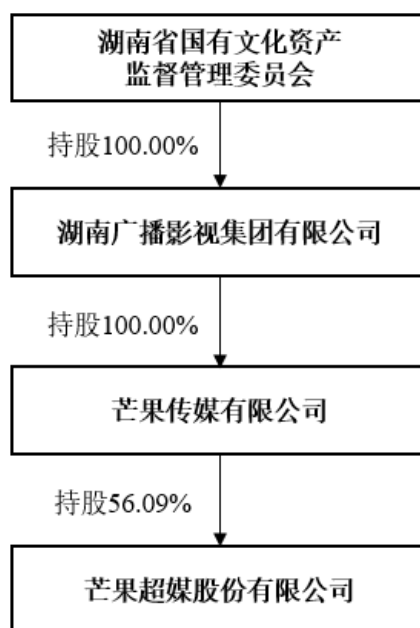 湖南省国有文化资产
监督管理委员会
持股100.00%
湖南广播影视集团有限公司
持股100.00%
芒果传媒有限公司
持股56.09%
芒果超媒股份有限公司